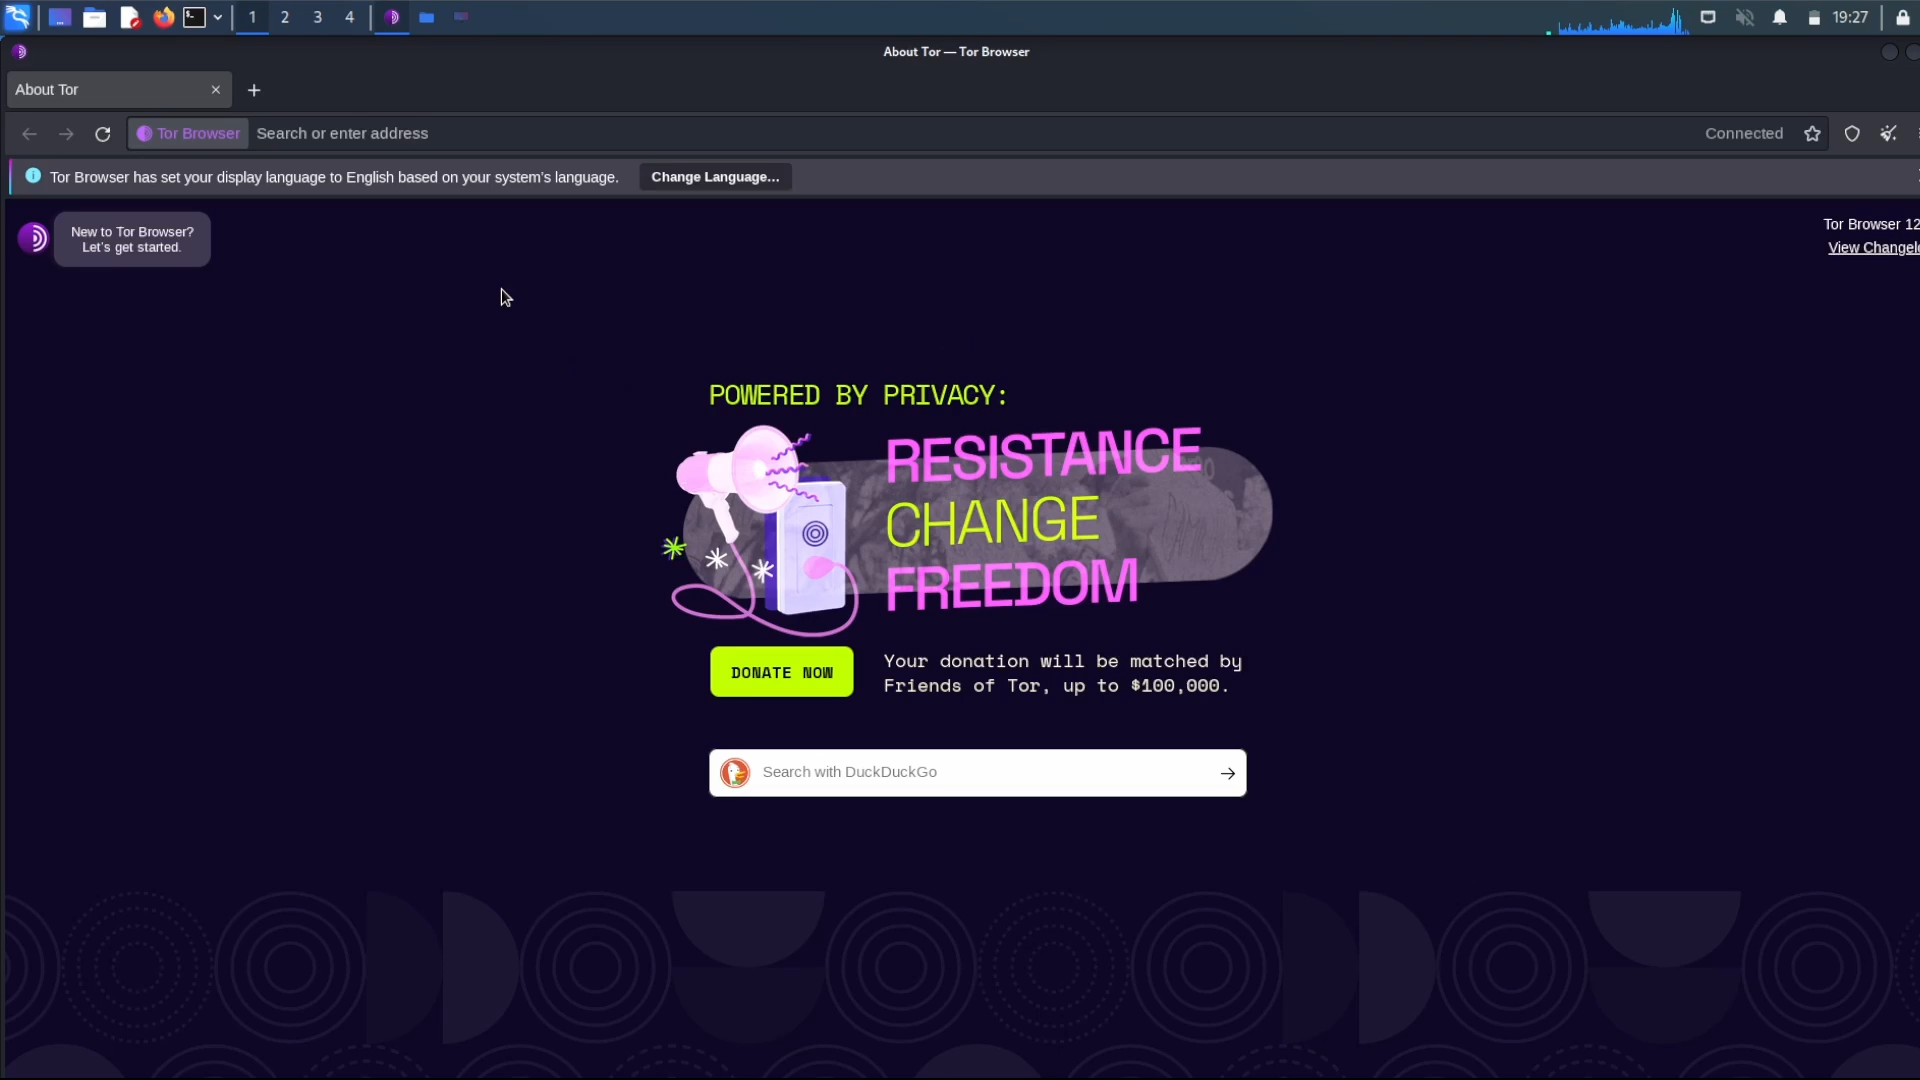 1 2 3 4 19:27
About Tor — Tor Browser
About Tor
Tor Browser Search or enter address Connected
Tor Browser has set your display language to English based on your system's language. Change Language...
New to Tor Browser?
Let's get started.
Tor Browser 12
View Changel
POWERED BY PRIVACY:
RESISTANCE
CHANGE
FREEDOM
DONATE NOW
Your donation will be matched by
Friends of Tor, up to $100,000.
Search with DuckDuckGo